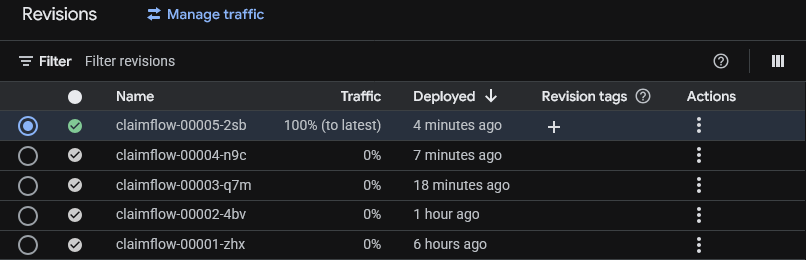 Revisions Manage traffic
Filter Filter revisions
Name Traffic Deployed Revision tags Actions
claimflow-00005-2sb 100% (to latest) 4 minutes ago
claimflow-00004-n9c 0% 7 minutes ago
claimflow-00003-q7m 0% 18 minutes ago
claimflow-00002-4bv 0% 1 hour ago
claimflow-00001-zhx 0% 6 hours ago